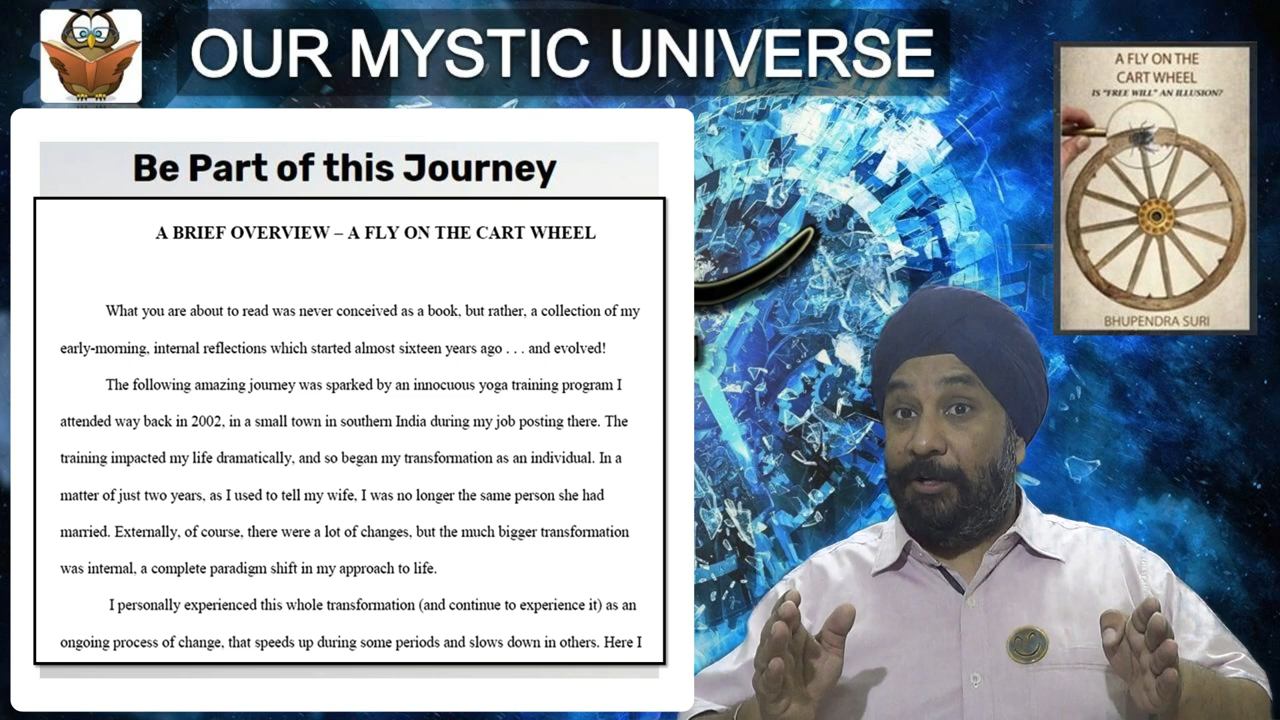 OUR MYSTIC UNIVERSE
A FLY ON THE
CART WHEEL
IS "FREE WILL" AN ILLUSION?
BHUPENDRA SURI
Be Part of this Journey
A BRIEF OVERVIEW – A FLY ON THE CART WHEEL
What you are about to read was never conceived as a book, but rather, a collection of my
early-morning, internal reflections which started almost sixteen years ago . . . and evolved!
The following amazing journey was sparked by an innocuous yoga training program I
attended way back in 2002, in a small town in southern India during my job posting there. The
training impacted my life dramatically, and so began my transformation as an individual. In a
matter of just two years, as I used to tell my wife, I was no longer the same person she had
married. Externally, of course, there were a lot of changes, but the much bigger transformation
was internal, a complete paradigm shift in my approach to life.
I personally experienced this whole transformation (and continue to experience it) as an
ongoing process of change, that speeds up during some periods and slows down in others. Here I